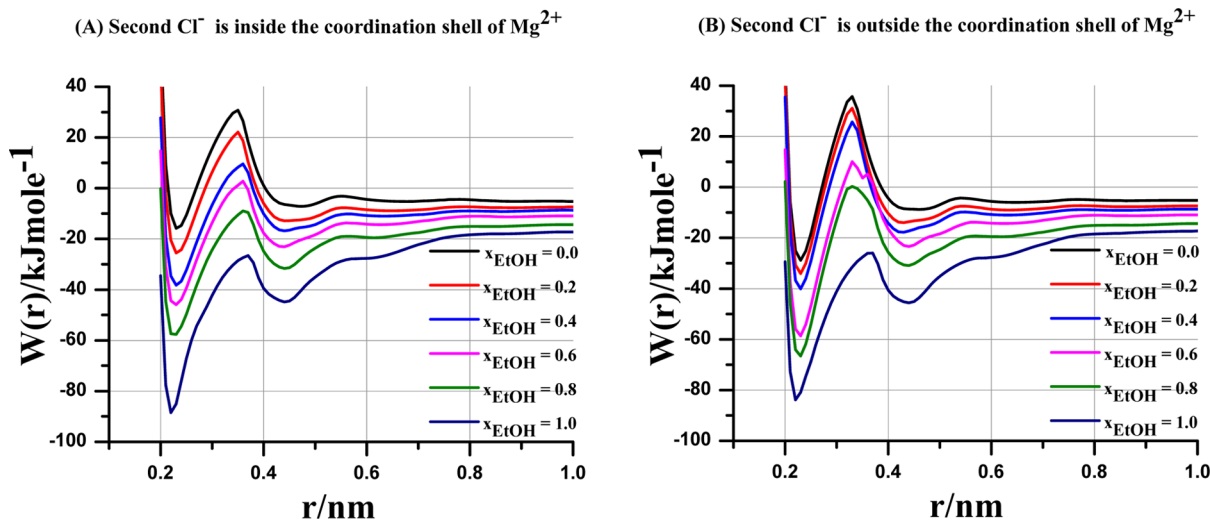 (A) Second Cl⁻ is inside the coordination shell of Mg²⁺
40
20
0
-20
-40
-60
-80
-100
W(r)/kJmole⁻¹
0.2
0.4
0.6
0.8
1.0
r/nm
xEtOH = 0.0
xEtOH = 0.2
xEtOH = 0.4
xEtOH = 0.6
xEtOH = 0.8
xEtOH = 1.0
(B) Second Cl⁻ is outside the coordination shell of Mg²⁺
40
20
0
-20
-40
-60
-80
-100
W(r)/kJmole⁻¹
0.2
0.4
0.6
0.8
1.0
r/nm
xEtOH = 0.0
xEtOH = 0.2
xEtOH = 0.4
xEtOH = 0.6
xEtOH = 0.8
xEtOH = 1.0